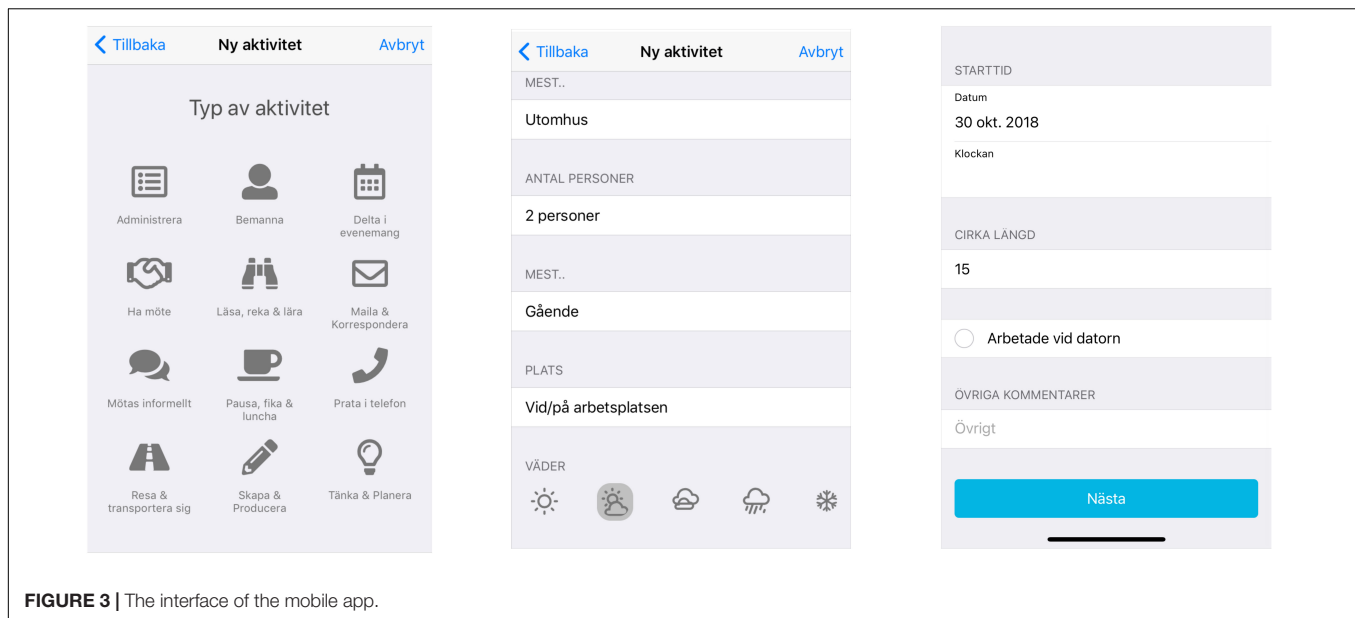 Tillbaka Ny aktivitet Avbryt
Typ av aktivitet
Administrera Bemanna Delta i
evenemang
Ha möte Läsa, reka & lära Maila &
Korrespondera
Mötas informellt Pausa, fika &
luncha Prata i telefon
Resa &
transportera sig Skapa &
Producera Tänka & Planera
Tillbaka Ny aktivitet Avbryt
MEST..
Utomhus
ANTAL PERSONER
2 personer
MEST..
Gående
PLATS
Vid/på arbetsplatsen
VÄDER
STARTTID
Datum
30 okt. 2018
Klockan
CIRKA LÄNGD
15
Arbetade vid datorn
ÖVRIGA KOMMENTARER
Övrigt
Nästa
FIGURE 3 | The interface of the mobile app.